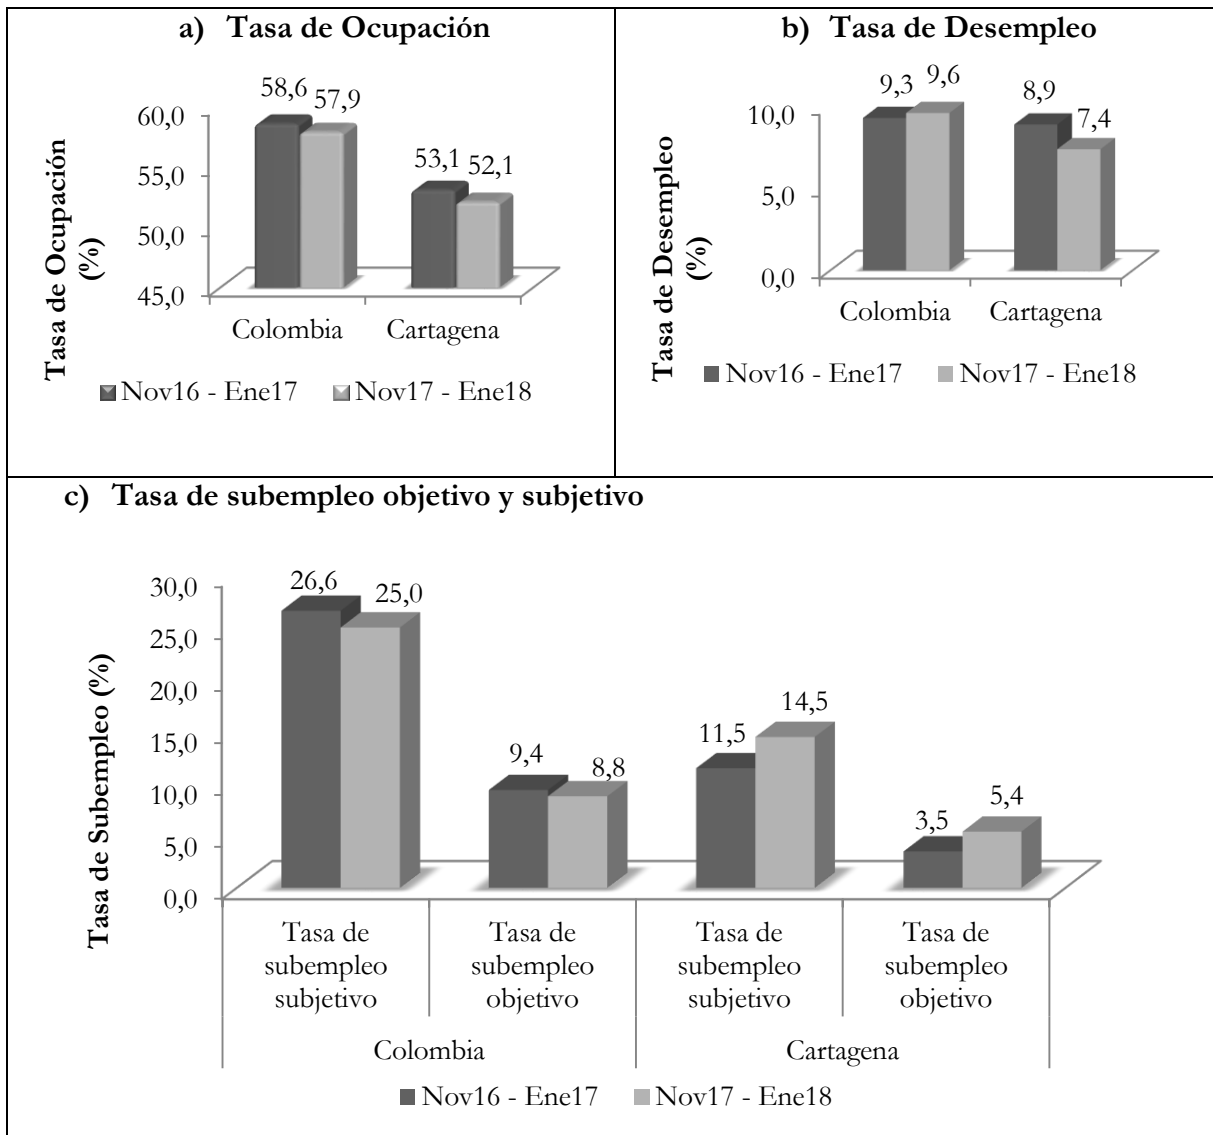 a) Tasa de Ocupación
58,6
57,9
53,1
52,1
60,0
55,0
50,0
45,0
Tasa de Ocupación
(%)
Colombia
Cartagena
Nov16 - Ene17
Nov17 - Ene18
b) Tasa de Desempleo
9,3
9,6
8,9
7,4
10,0
5,0
0,0
Tasa de Desempleo
(%)
Colombia
Cartagena
Nov16 - Ene17
Nov17 - Ene18
c) Tasa de subempleo objetivo y subjetivo
26,6
25,0
9,4
8,8
11,5
14,5
3,5
5,4
30,0
25,0
20,0
15,0
10,0
5,0
0,0
Tasa de Subempleo (%)
Tasa de
subempleo
subjetivo
Tasa de
subempleo
objetivo
Tasa de
subempleo
subjetivo
Tasa de
subempleo
objetivo
Colombia
Cartagena
Nov16 - Ene17
Nov17 - Ene18